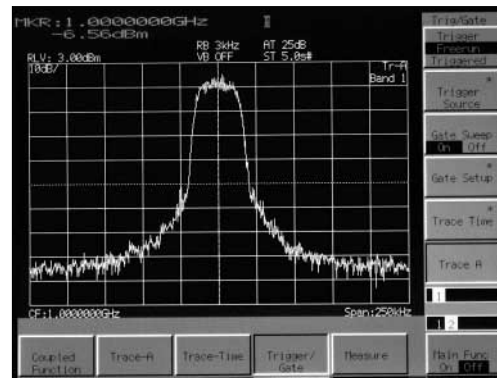 MKR:1.0000000GHz
-6.56dBm
RLV: 3.00dBm
RB 3kHz AT 25dB
VB OFF ST 5.0s#
10dB/
Tr-A
Band 1
CF:1.0000000GHz
Span:250kHz
Coupled
Function
Trace-A
Trace-Time
Trigger/
Gate
Measure
Trig/Gate
Trigger
Freerun
Triggered
*
Trigger
Source
Gate Sweep
On Off
*
Gate Setup
*
Trace Time
Trace A
1
1 2
Main Func
On Off